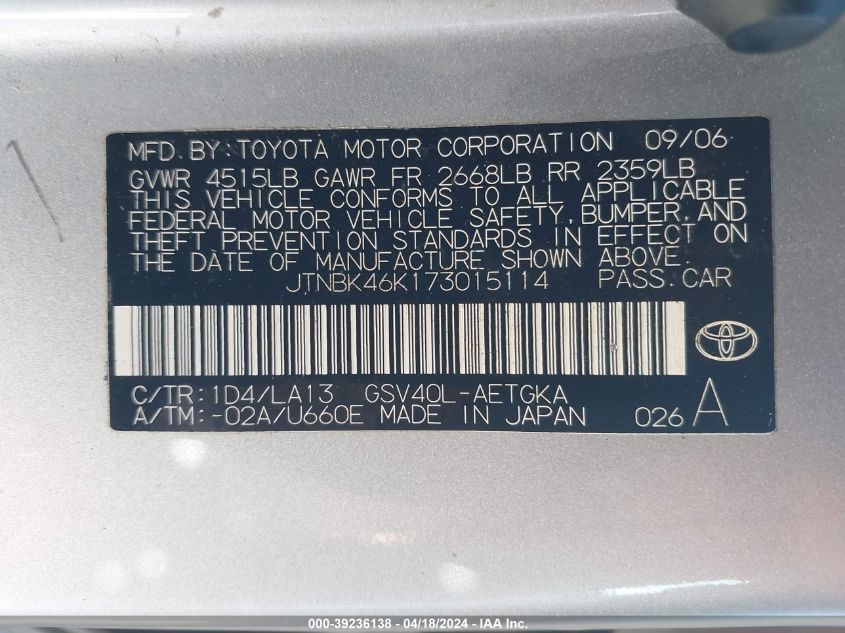 MFD. BY: TOYOTA MOTOR CORPORATION 09/06
GVWR 4515LB GAWR FR 2668LB RR 2359LB
THIS VEHICLE CONFORMS TO ALL APPLICABLE
FEDERAL MOTOR VEHICLE SAFETY, BUMPER, AND
THEFT PREVENTION STANDARDS IN EFFECT ON
THE DATE OF MANUFACTURE SHOWN ABOVE.
JTNBK46K173015114 PASS. CAR
C/TR: 1D4/LA13 GSV40L-AETGKA
A/TM: -02A/U660E MADE IN JAPAN 026 A
000-39236138 - 04/18/2024 - IAA Inc.